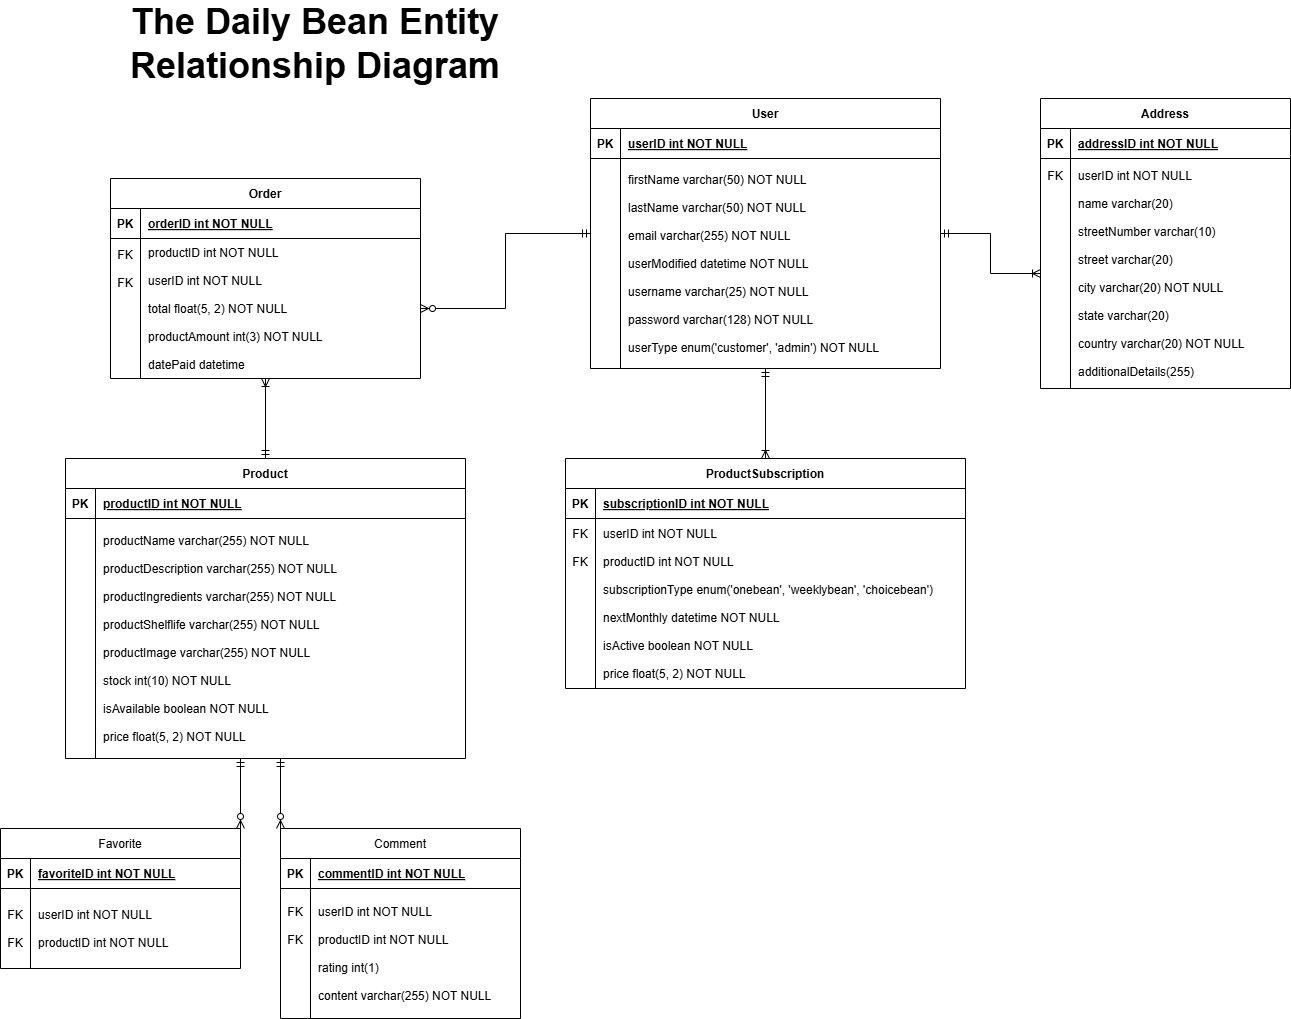 The Daily Bean Entity
Relationship Diagram
User
PK userID int NOT NULL
firstName varchar(50) NOT NULL
lastName varchar(50) NOT NULL
email varchar(255) NOT NULL
userModified datetime NOT NULL
username varchar(25) NOT NULL
password varchar(128) NOT NULL
userType enum('customer', 'admin') NOT NULL
Address
PK addressID int NOT NULL
FK userID int NOT NULL
name varchar(20)
streetNumber varchar(10)
street varchar(20)
city varchar(20) NOT NULL
state varchar(20)
country varchar(20) NOT NULL
additionalDetails(255)
Order
PK orderID int NOT NULL
FK productID int NOT NULL
FK userID int NOT NULL
total float(5, 2) NOT NULL
productAmount int(3) NOT NULL
datePaid datetime
Product
PK productID int NOT NULL
productName varchar(255) NOT NULL
productDescription varchar(255) NOT NULL
productIngredients varchar(255) NOT NULL
productShelflife varchar(255) NOT NULL
productImage varchar(255) NOT NULL
stock int(10) NOT NULL
isAvailable boolean NOT NULL
price float(5, 2) NOT NULL
ProductSubscription
PK subscriptionID int NOT NULL
FK userID int NOT NULL
FK productID int NOT NULL
subscriptionType enum('onebean', 'weeklybean', 'choicebean')
nextMonthly datetime NOT NULL
isActive boolean NOT NULL
price float(5, 2) NOT NULL
Favorite
PK favoriteID int NOT NULL
FK userID int NOT NULL
FK productID int NOT NULL
Comment
PK commentID int NOT NULL
FK userID int NOT NULL
FK productID int NOT NULL
rating int(1)
content varchar(255) NOT NULL